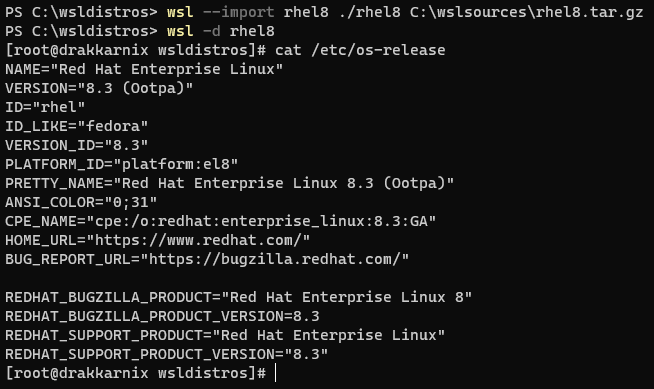 PS C:\wsldistros> wsl --import rhel8 ./rhel8 C:\wslsources\rhel8.tar.gz
PS C:\wsldistros> wsl -d rhel8
[root@drakkarnix wsldistros]# cat /etc/os-release
NAME="Red Hat Enterprise Linux"
VERSION="8.3 (Ootpa)"
ID="rhel"
ID_LIKE="fedora"
VERSION_ID="8.3"
PLATFORM_ID="platform:el8"
PRETTY_NAME="Red Hat Enterprise Linux 8.3 (Ootpa)"
ANSI_COLOR="0;31"
CPE_NAME="cpe:/o:redhat:enterprise_linux:8.3:GA"
HOME_URL="https://www.redhat.com/"
BUG_REPORT_URL="https://bugzilla.redhat.com/"

REDHAT_BUGZILLA_PRODUCT="Red Hat Enterprise Linux 8"
REDHAT_BUGZILLA_PRODUCT_VERSION=8.3
REDHAT_SUPPORT_PRODUCT="Red Hat Enterprise Linux"
REDHAT_SUPPORT_PRODUCT_VERSION="8.3"
[root@drakkarnix wsldistros]#